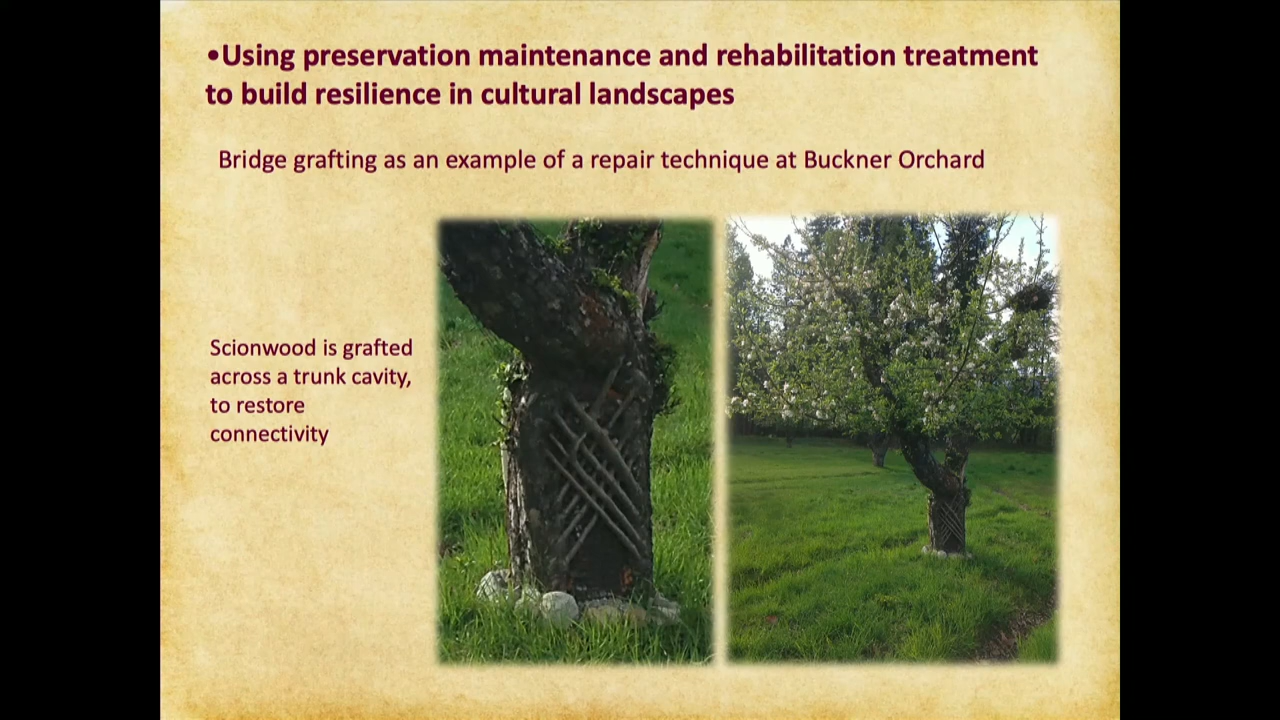 •Using preservation maintenance and rehabilitation treatment
to build resilience in cultural landscapes
Bridge grafting as an example of a repair technique at Buckner Orchard
Scionwood is grafted
across a trunk cavity,
to restore
connectivity